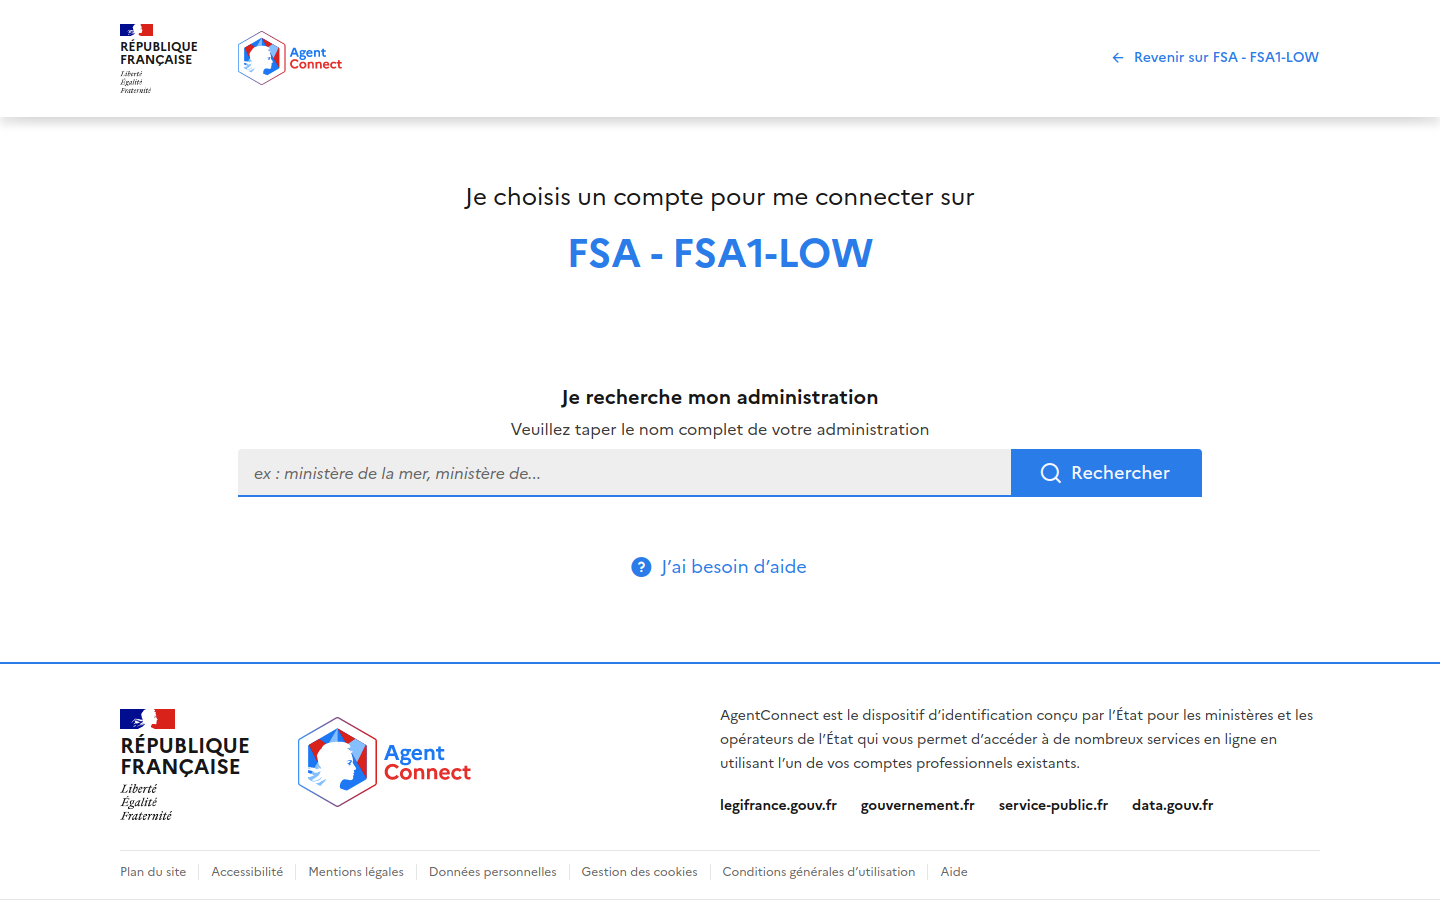 RÉPUBLIQUE
FRANÇAISE
Liberté
Égalité
Fraternité
Agent
Connect
Revenir sur FSA - FSA1-LOW
Je choisis un compte pour me connecter sur
FSA - FSA1-LOW
Je recherche mon administration
Veuillez taper le nom complet de votre administration
ex : ministère de la mer, ministère de...
Rechercher
J’ai besoin d’aide
RÉPUBLIQUE
FRANÇAISE
Liberté
Égalité
Fraternité
Agent
Connect
AgentConnect est le dispositif d’identification conçu par l’État pour les ministères et les
opérateurs de l’État qui vous permet d’accéder à de nombreux services en ligne en
utilisant l’un de vos comptes professionnels existants.
legifrance.gouv.fr gouvernement.fr service-public.fr data.gouv.fr
Plan du site Accessibilité Mentions légales Données personnelles Gestion des cookies Conditions générales d’utilisation Aide